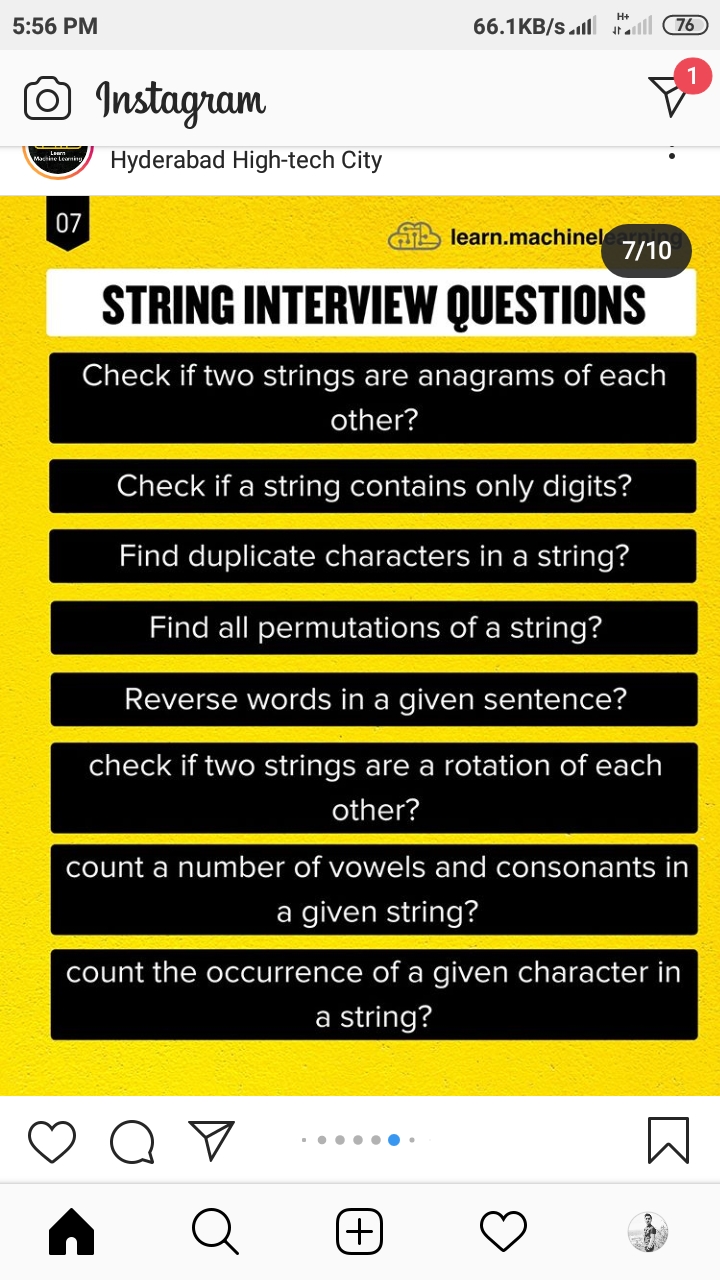 5:56 PM 66.1KB/s H+ 76
Instagram 1
Learn
Machine Learning
Hyderabad High-tech City
07
learn.machinelearning
7/10
STRING INTERVIEW QUESTIONS
Check if two strings are anagrams of each
other?
Check if a string contains only digits?
Find duplicate characters in a string?
Find all permutations of a string?
Reverse words in a given sentence?
check if two strings are a rotation of each
other?
count a number of vowels and consonants in
a given string?
count the occurrence of a given character in
a string?